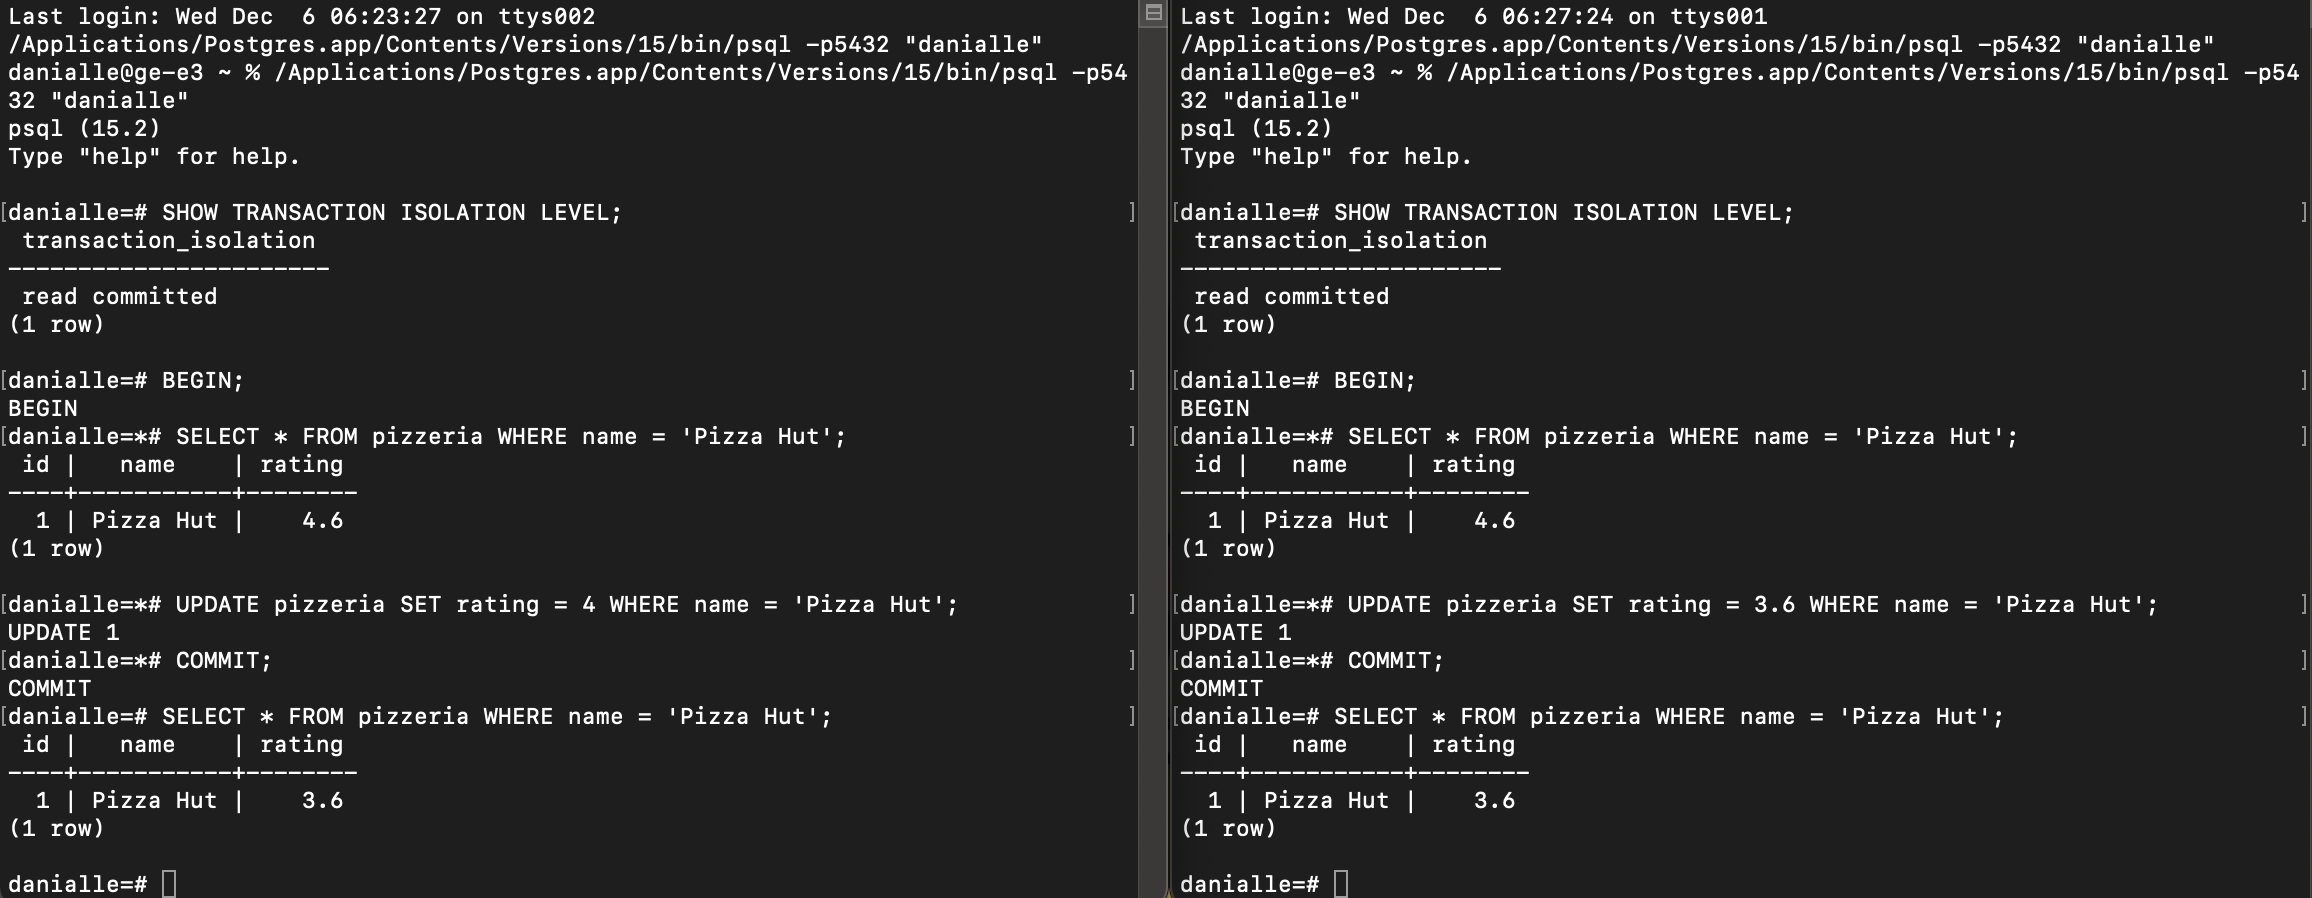 Last login: Wed Dec  6 06:23:27 on ttys002
/Applications/Postgres.app/Contents/Versions/15/bin/psql -p5432 "danialle"
danialle@ge-e3 ~ % /Applications/Postgres.app/Contents/Versions/15/bin/psql -p54
32 "danialle"
psql (15.2)
Type "help" for help.

[danialle=# SHOW TRANSACTION ISOLATION LEVEL; ]
 transaction_isolation
-----------------------
 read committed
(1 row)

[danialle=# BEGIN; ]
BEGIN
[danialle=*# SELECT * FROM pizzeria WHERE name = 'Pizza Hut'; ]
 id |   name    | rating
----+-----------+--------
  1 | Pizza Hut |    4.6
(1 row)

[danialle=*# UPDATE pizzeria SET rating = 4 WHERE name = 'Pizza Hut'; ]
UPDATE 1
[danialle=*# COMMIT; ]
COMMIT
[danialle=# SELECT * FROM pizzeria WHERE name = 'Pizza Hut'; ]
 id |   name    | rating
----+-----------+--------
  1 | Pizza Hut |    3.6
(1 row)

danialle=#
Last login: Wed Dec  6 06:27:24 on ttys001
/Applications/Postgres.app/Contents/Versions/15/bin/psql -p5432 "danialle"
danialle@ge-e3 ~ % /Applications/Postgres.app/Contents/Versions/15/bin/psql -p54
32 "danialle"
psql (15.2)
Type "help" for help.

[danialle=# SHOW TRANSACTION ISOLATION LEVEL; ]
 transaction_isolation
-----------------------
 read committed
(1 row)

[danialle=# BEGIN; ]
BEGIN
[danialle=*# SELECT * FROM pizzeria WHERE name = 'Pizza Hut'; ]
 id |   name    | rating
----+-----------+--------
  1 | Pizza Hut |    4.6
(1 row)

[danialle=*# UPDATE pizzeria SET rating = 3.6 WHERE name = 'Pizza Hut'; ]
UPDATE 1
[danialle=*# COMMIT; ]
COMMIT
[danialle=# SELECT * FROM pizzeria WHERE name = 'Pizza Hut'; ]
 id |   name    | rating
----+-----------+--------
  1 | Pizza Hut |    3.6
(1 row)

danialle=#